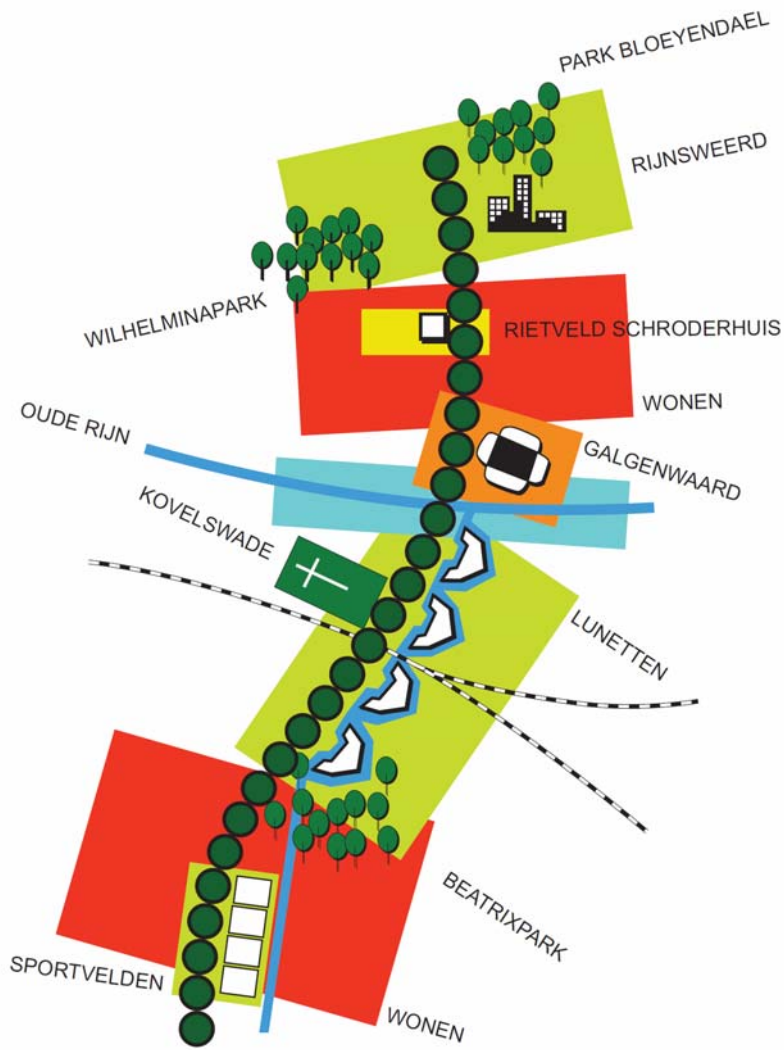 PARK BLOEYENDAEL
RIJNSWEERD
WILHELMINAPARK
RIETVELD SCHRODERHUIS
WONEN
OUDE RIJN
GALGENWAARD
KOVELSWADE
LUNETTEN
BEATRIXPARK
SPORTVELDEN
WONEN